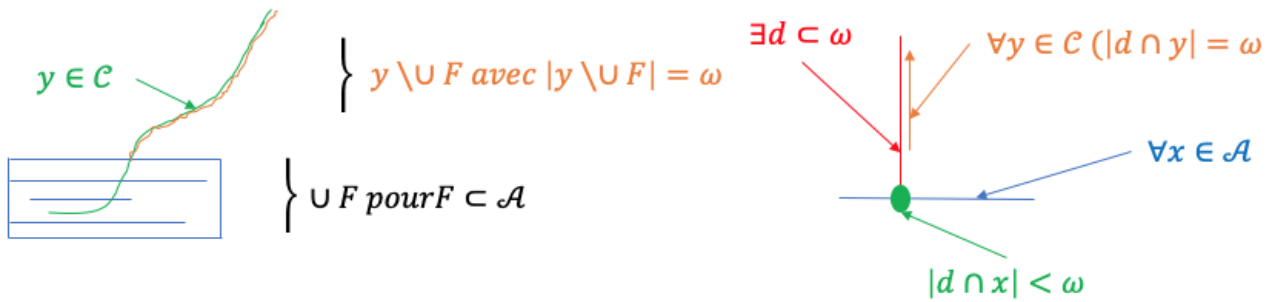 y ∈ 𝒞
y \∪ F avec |y \∪ F| = ω
∪ F pourF ⊂ 𝒜
∃d ⊂ ω
∀y ∈ 𝒞 (|d ∩ y| = ω
∀x ∈ 𝒜
|d ∩ x| < ω